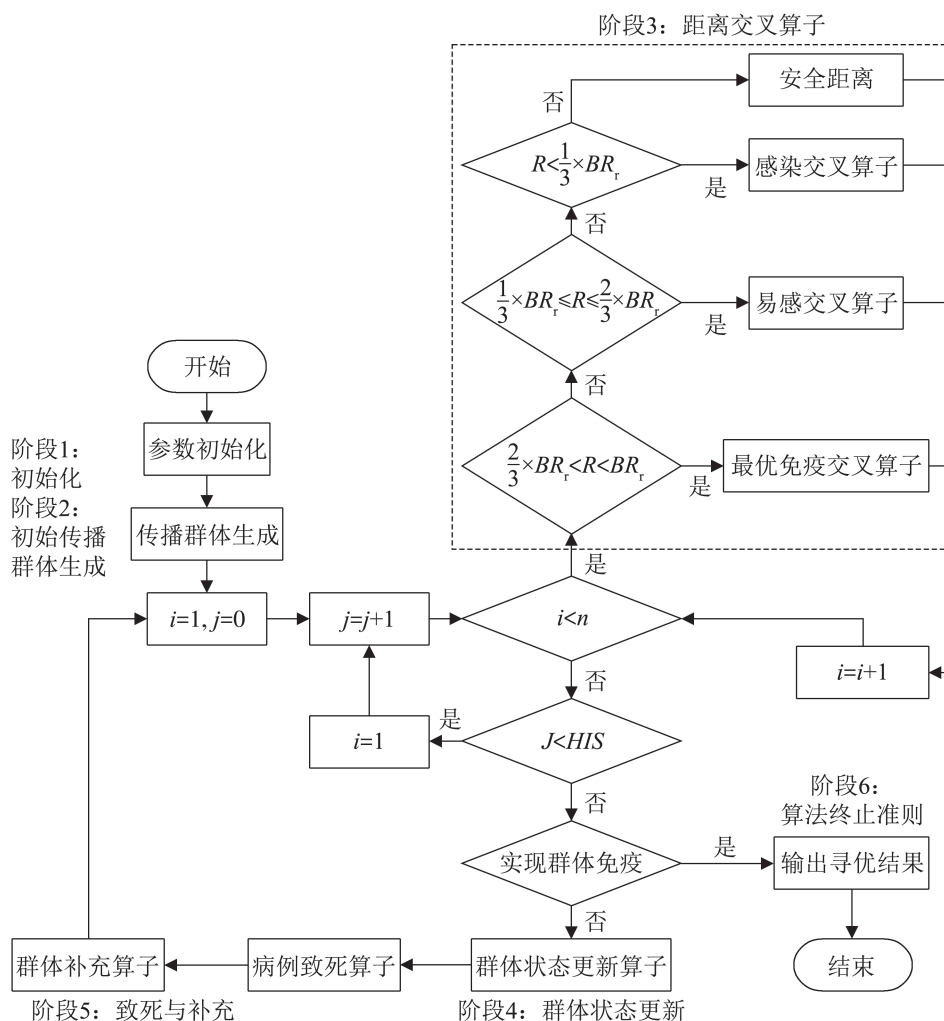 阶段3：距离交叉算子
安全距离
否
R<1/3×BRr
是
感染交叉算子
否
1/3×BRr≤R≤2/3×BRr
是
易感交叉算子
否
2/3×BRr<R<BRr
是
最优免疫交叉算子
是
开始
参数初始化
阶段1：
初始化
阶段2：
初始传播
群体生成
传播群体生成
i=1, j=0
j=j+1
i<n
i=i+1
否
i=1
是
J<HIS
否
实现群体免疫
是
阶段6：
算法终止准则
输出寻优结果
否
结束
群体补充算子
病例致死算子
群体状态更新算子
阶段5：致死与补充
阶段4：群体状态更新